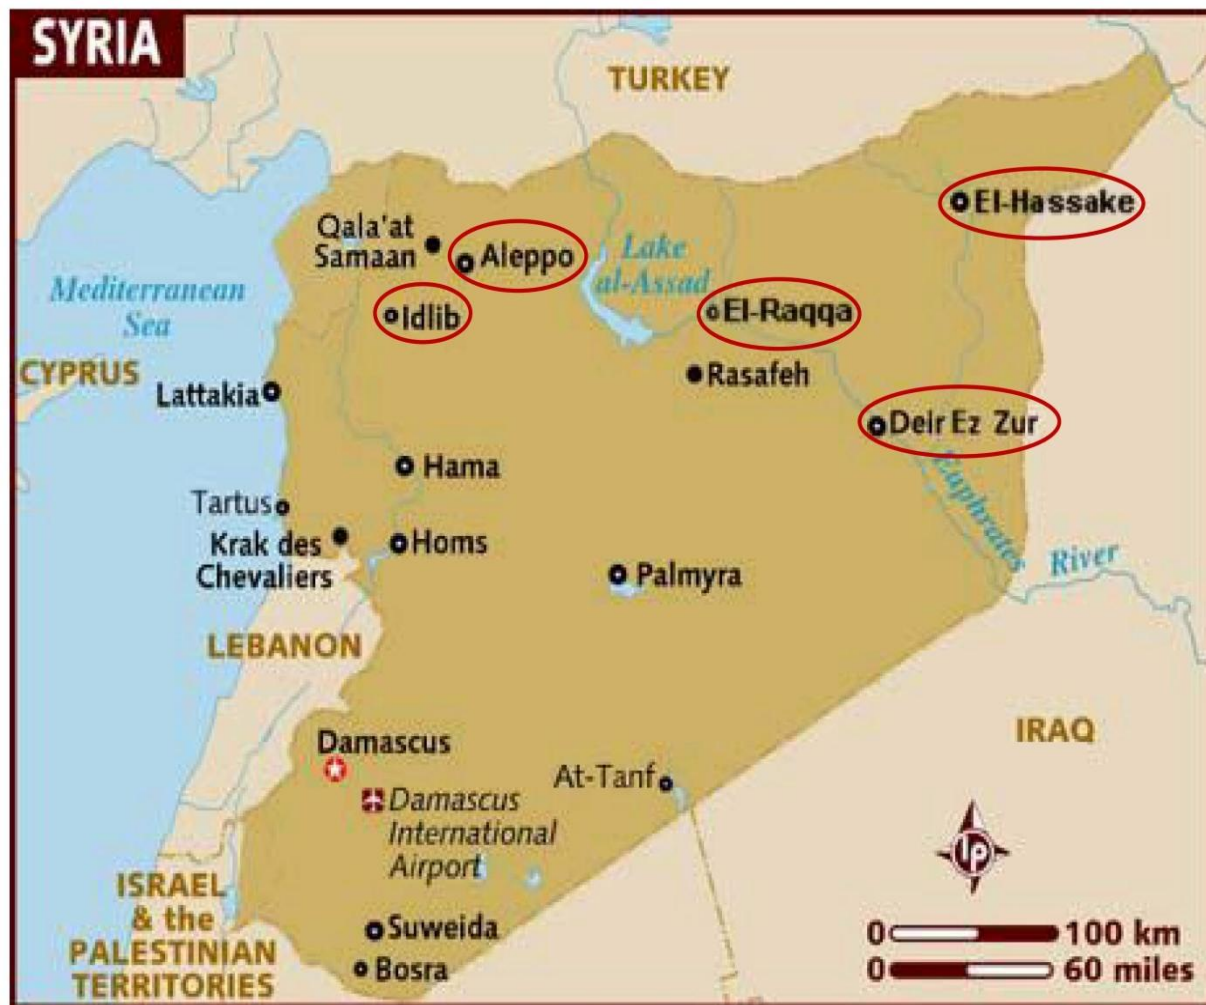 SYRIA
TURKEY
El-Hassake
Qala'at
Samaan
Aleppo
Lake
al-Assad
Mediterranean
Sea
Idlib
El-Raqqa
CYPRUS
Lattakia
Rasafeh
Deir Ez Zur
Hama
Euphrates
River
Tartus
Krak des
Chevaliers
Homs
Palmyra
LEBANON
IRAQ
Damascus
At-Tanf
Damascus
International
Airport
ISRAEL
& the
PALESTINIAN
TERRITORIES
Suweida
Bosra
LP
0 100 km
0 60 miles